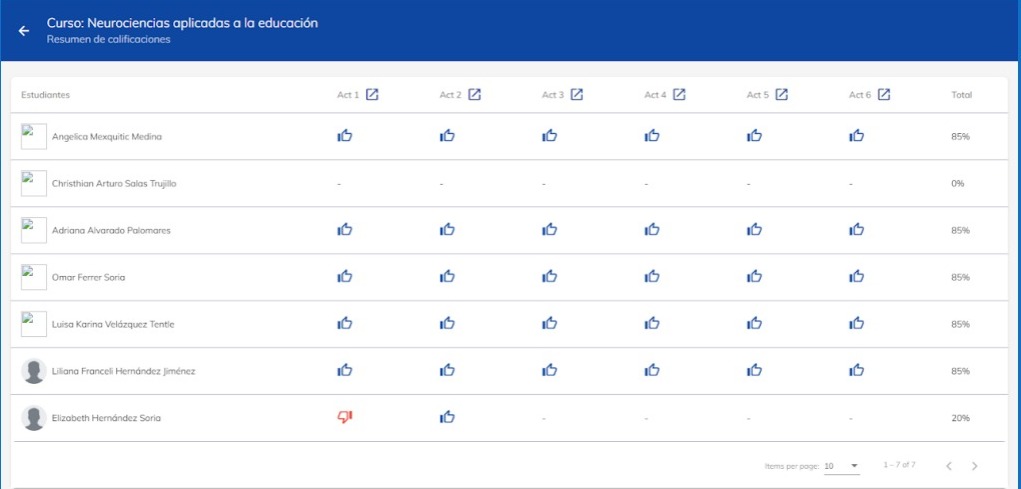 Curso: Neurociencias aplicadas a la educación
Resumen de calificaciones
Estudiantes Act 1 Act 2 Act 3 Act 4 Act 5 Act 6 Total
Angelica Mexquitic Medina 85%
Christhian Arturo Salas Trujillo - - - - - - 0%
Adriana Alvarado Palomares 85%
Omar Ferrer Soria 85%
Luisa Karina Velázquez Tentle 85%
Liliana Franceli Hernández Jiménez 85%
Elizabeth Hernández Soria - - - - 20%
Items per page: 10 1 - 7 of 7